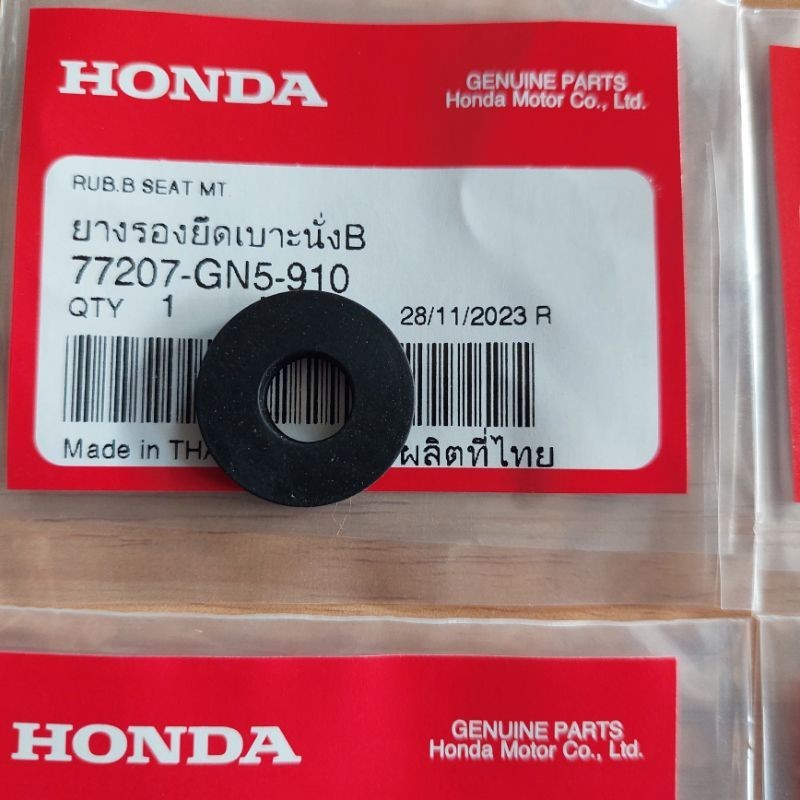 HONDA
GENUINE PARTS
Honda Motor Co., Ltd.
RUB.B SEAT MT
ยางรองยึดเบาะนั่งB
77207-GN5-910
QTY 1
28/11/2023 R
Made in
ผลิตที่ไทย
HONDA
GENUINE PARTS
Honda Motor Co., Ltd.